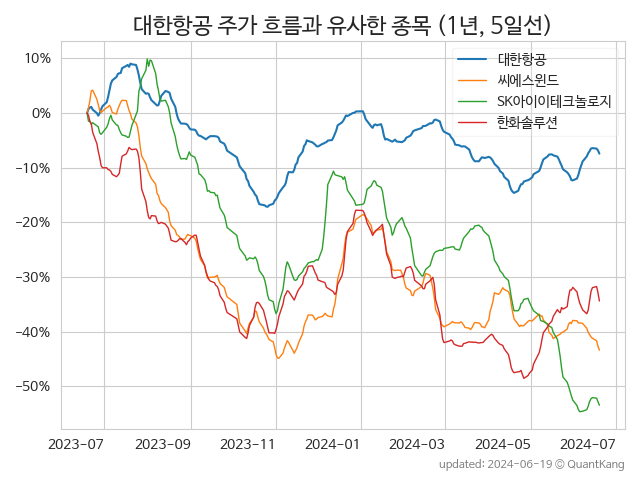 대한항공 주가 흐름과 유사한 종목 (1년, 5일선)
대한항공
씨에스윈드
SK아이이테크놀로지
한화솔루션
10%
0%
−10%
−20%
−30%
−40%
−50%
2023-07 2023-09 2023-11 2024-01 2024-03 2024-05 2024-07
updated: 2024-06-19 © QuantKang